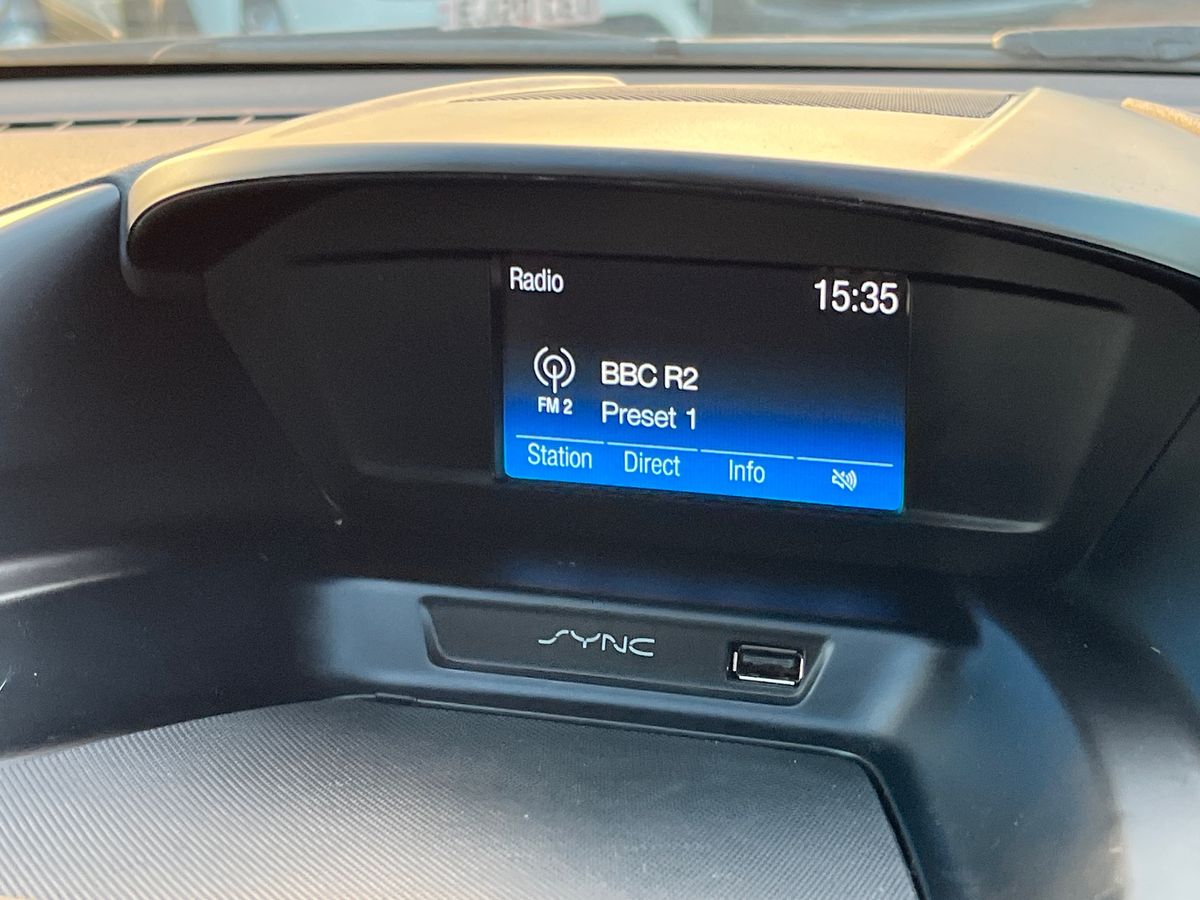 Radio
15:35
BBC R2
FM 2
Preset 1
Station Direct Info
SYNC